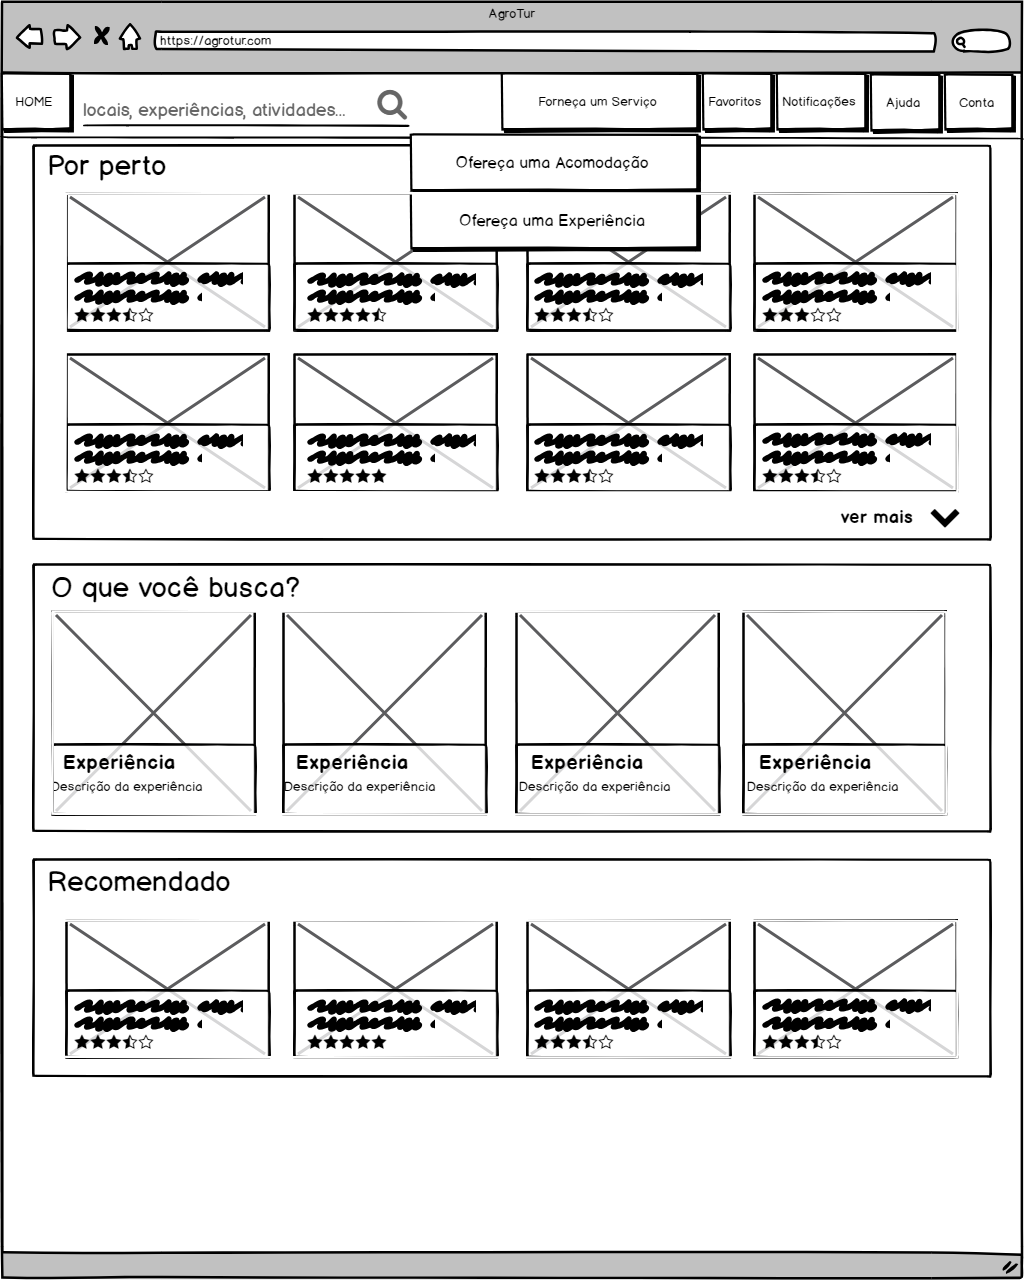 AgroTur
https://agrotur.com
HOME
locais, experiências, atividades...
Forneça um Serviço
Favoritos
Notificações
Ajuda
Conta
Ofereça uma Acomodação
Ofereça uma Experiência
Por perto
ver mais
O que você busca?
Experiência
Descrição da experiência
Experiência
Descrição da experiência
Experiência
Descrição da experiência
Experiência
Descrição da experiência
Recomendado